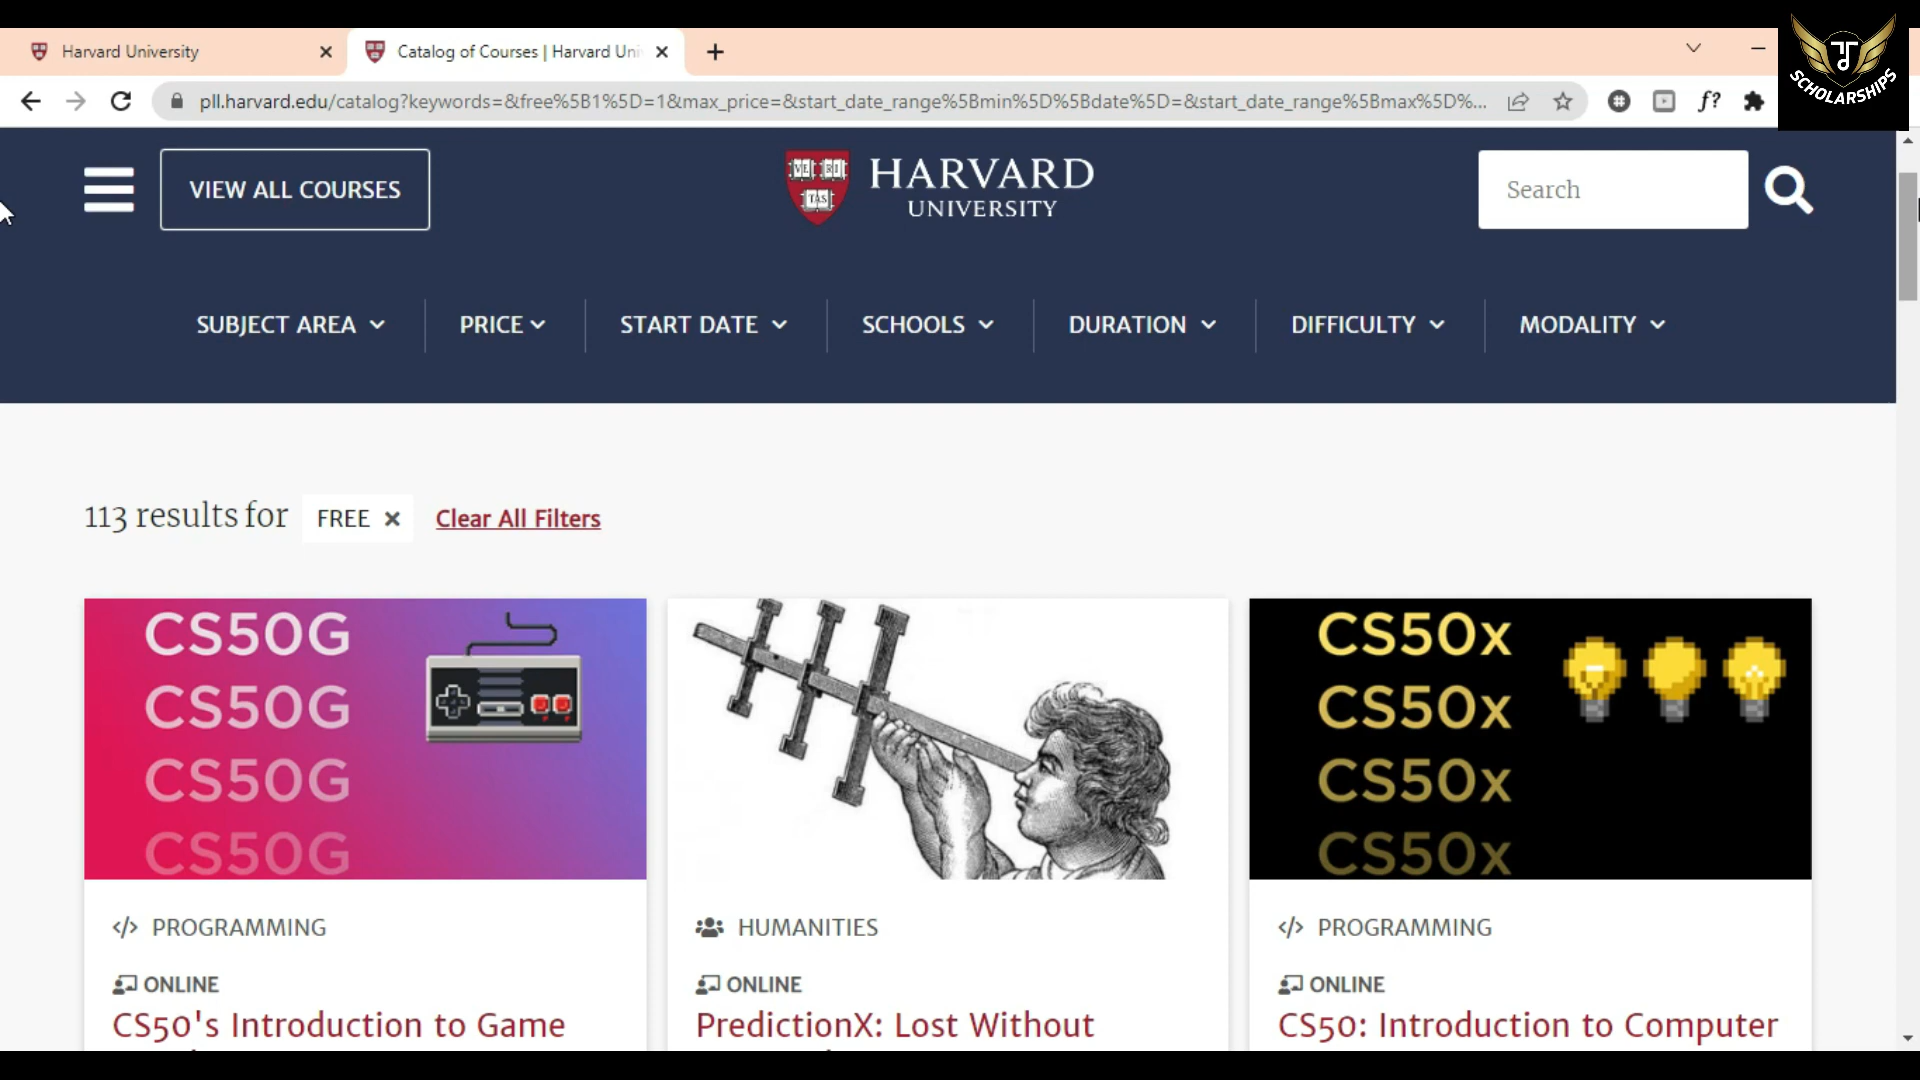 Harvard University
Catalog of Courses | Harvard Uni
SCHOLARSHIPS
pll.harvard.edu/catalog?keywords=&free%5B1%5D=1&max_price=&start_date_range%5Bmin%5D%5Bdate%5D=&start_date_range%5Bmax%5D%...
f?
VIEW ALL COURSES
VE RI TAS
HARVARD
UNIVERSITY
Search
SUBJECT AREA
PRICE
START DATE
SCHOOLS
DURATION
DIFFICULTY
MODALITY
113 results for FREE × Clear All Filters
CS50G
CS50G
CS50G
CS50G
CS50x
CS50x
CS50x
CS50x
</> PROGRAMMING
ONLINE
CS50's Introduction to Game
HUMANITIES
ONLINE
PredictionX: Lost Without
</> PROGRAMMING
ONLINE
CS50: Introduction to Computer